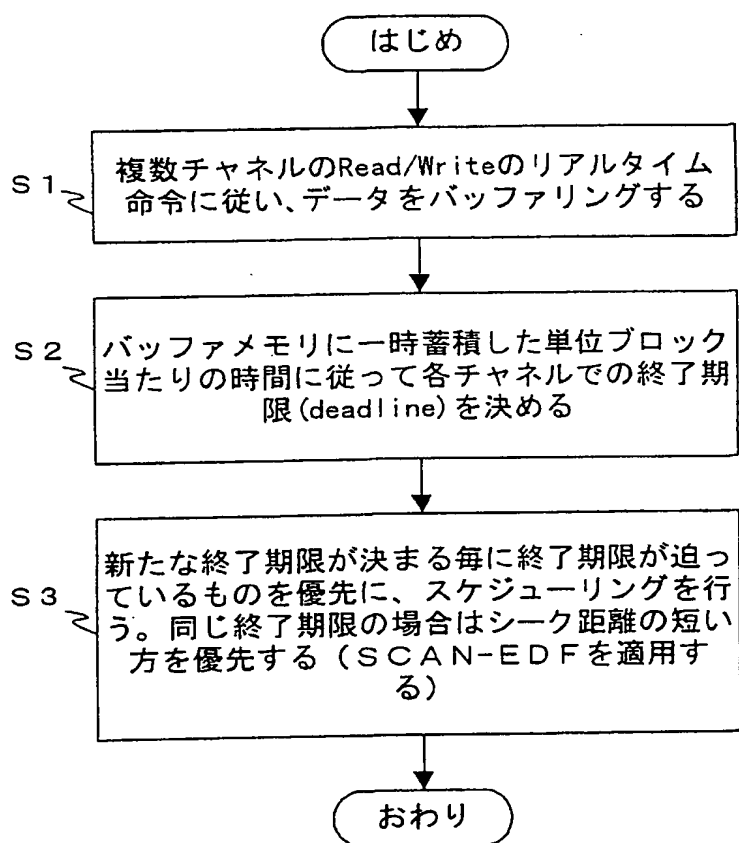 はじめ
S1
複数チャネルのRead/Writeのリアルタイム
命令に従い、データをバッファリングする
S2
バッファメモリに一時蓄積した単位ブロック
当たりの時間に従って各チャネルでの終了期
限(deadline)を決める
S3
新たな終了期限が決まる毎に終了期限が迫っ
ているものを優先に、スケジューリングを行
う。同じ終了期限の場合はシーク距離の短い
方を優先する（SCAN-EDFを適用す
る）
おわり